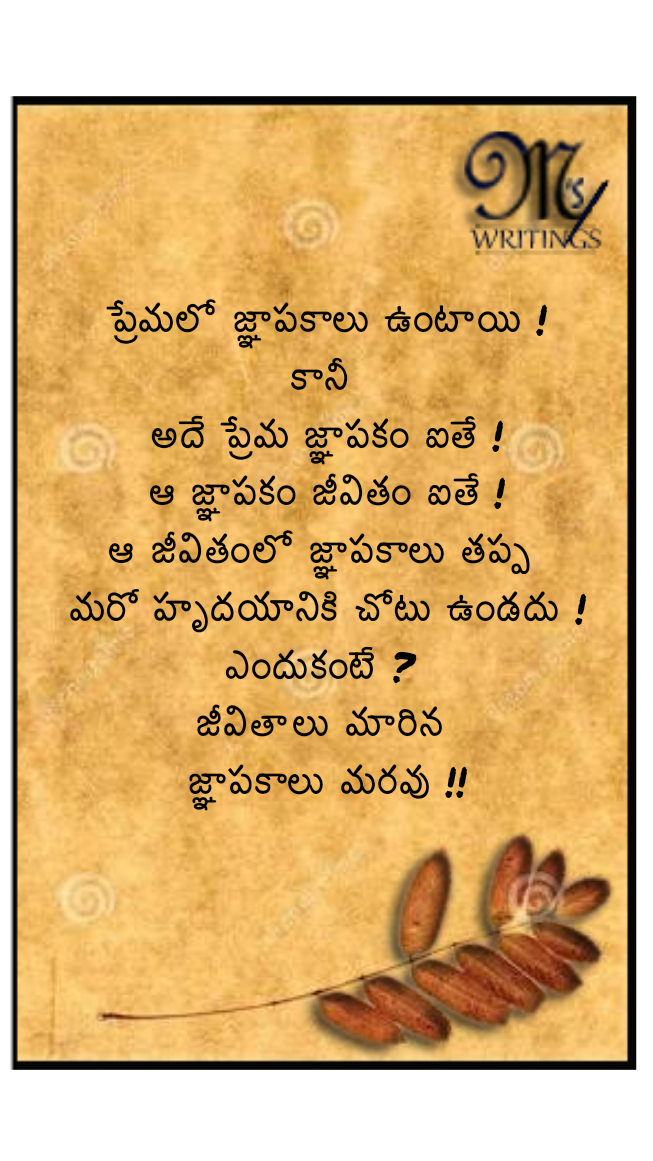 M's
WRITINGS
ప్రేమలో జ్ఞాపకాలు ఉంటాయి !
కానీ
అదే ప్రేమ జ్ఞాపకం ఐతే !
ఆ జ్ఞాపకం జీవితం ఐతే !
ఆ జీవితంలో జ్ఞాపకాలు తప్ప
మరో హృదయానికి చోటు ఉండదు !
ఎందుకంటే ?
జీవితాలు మారిన
జ్ఞాపకాలు మరవు !!